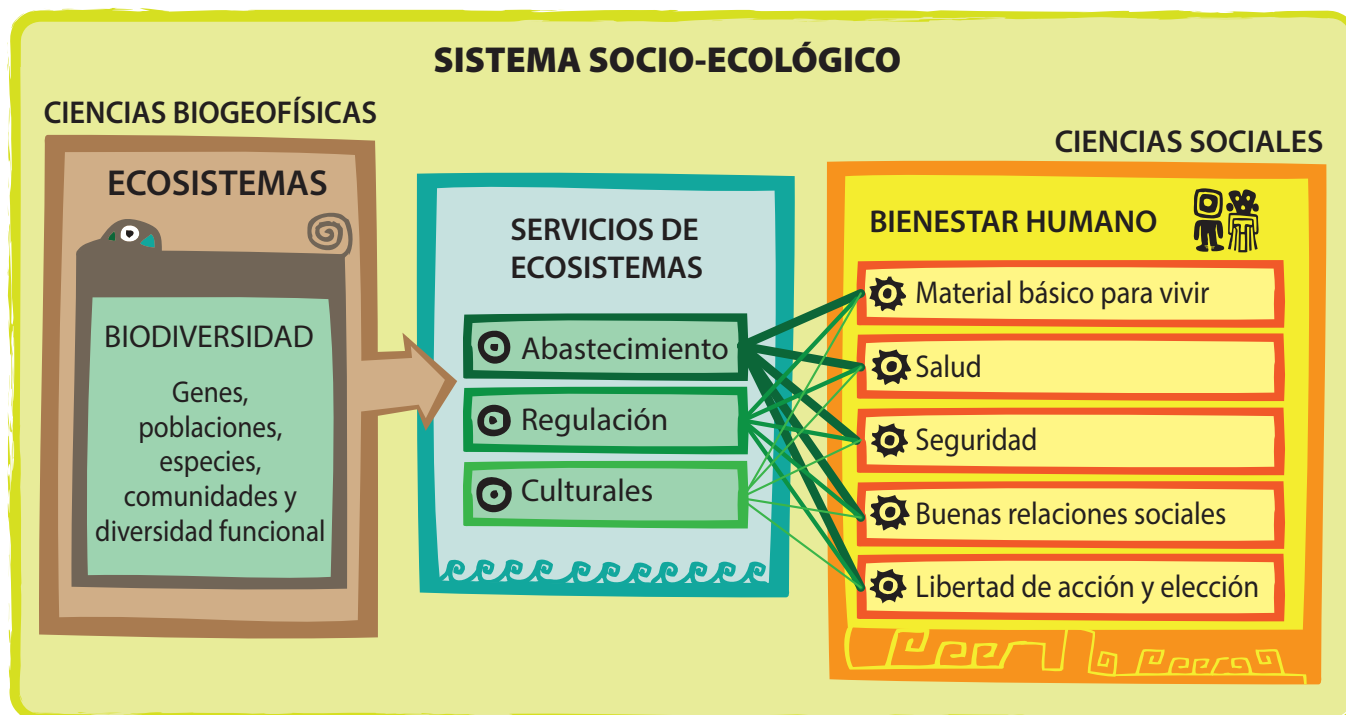 SISTEMA SOCIO-ECOLÓGICO
CIENCIAS BIOGEOFÍSICAS
ECOSISTEMAS
BIODIVERSIDAD
Genes,
poblaciones,
especies,
comunidades y
diversidad funcional
SERVICIOS DE
ECOSISTEMAS
Abastecimiento
Regulación
Culturales
CIENCIAS SOCIALES
BIENESTAR HUMANO
Material básico para vivir
Salud
Seguridad
Buenas relaciones sociales
Libertad de acción y elección